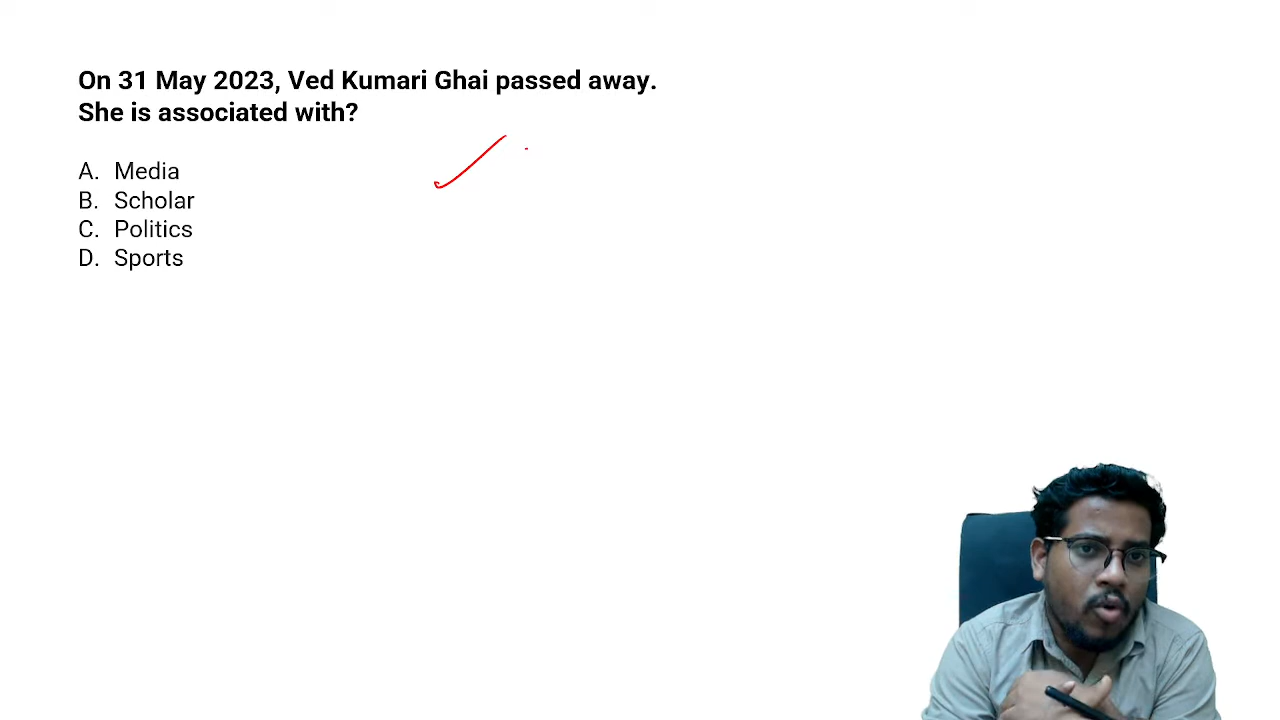 On 31 May 2023, Ved Kumari Ghai passed away.
She is associated with?
A. Media
B. Scholar
C. Politics
D. Sports